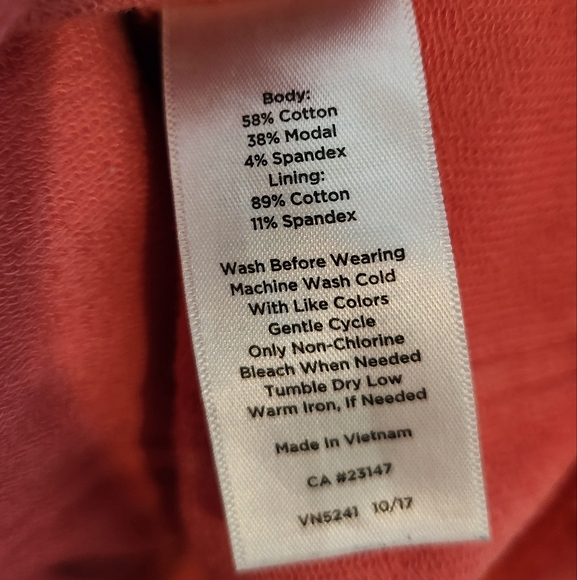 Body:
58% Cotton
38% Modal
4% Spandex
Lining:
89% Cotton
11% Spandex
Wash Before Wearing
Machine Wash Cold
With Like Colors
Gentle Cycle
Only Non-Chlorine
Bleach When Needed
Tumble Dry Low
Warm Iron, If Needed
Made In Vietnam
CA #23147
VN5241 10/17